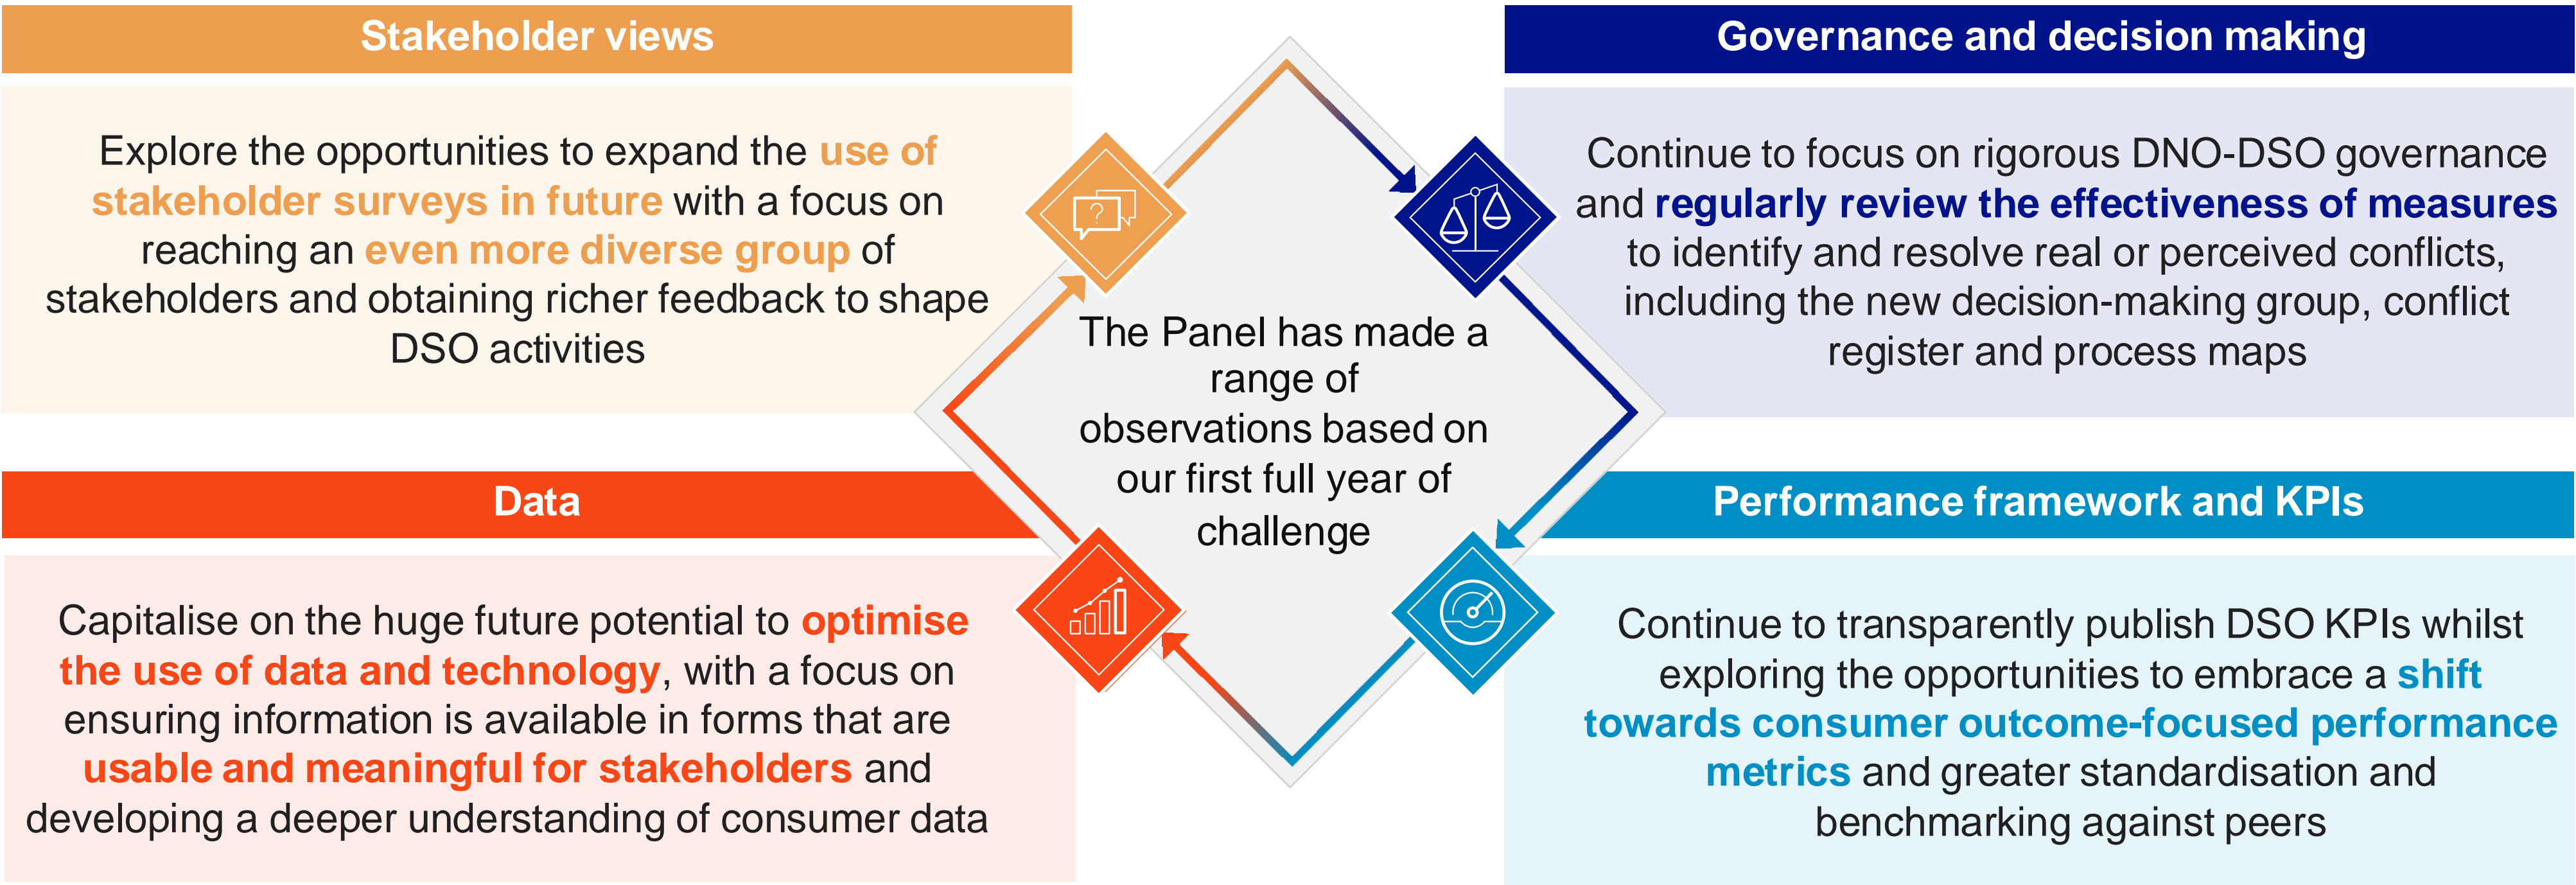 Stakeholder views
Explore the opportunities to expand the use of
stakeholder surveys in future with a focus on
reaching an even more diverse group of
stakeholders and obtaining richer feedback to shape
DSO activities
Governance and decision making
Continue to focus on rigorous DNO-DSO governance
and regularly review the effectiveness of measures
to identify and resolve real or perceived conflicts,
including the new decision-making group, conflict
register and process maps
?
The Panel has made a
range of
observations based on
our first full year of
challenge
Data
Capitalise on the huge future potential to optimise
the use of data and technology, with a focus on
ensuring information is available in forms that are
usable and meaningful for stakeholders and
developing a deeper understanding of consumer data
Performance framework and KPIs
Continue to transparently publish DSO KPIs whilst
exploring the opportunities to embrace a shift
towards consumer outcome-focused performance
metrics and greater standardisation and
benchmarking against peers